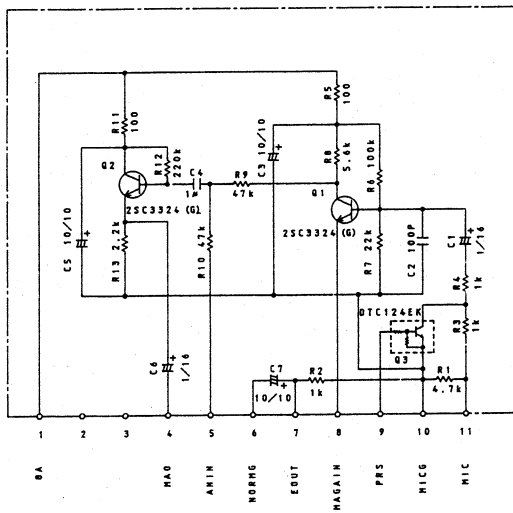 R11
100
R5
100
R12
220k
Q2
C4
1μ
R9
47k
C3 10/10
R8
5.6k
R6 100k
Q1
2SC3324(G)
2SC3324(G)
C5 10/10
R13 2.2k
R10 47k
R7 22k
C2 100P
C1
1/16
R4
1k
DTC124EK
R3
1k
Q3
C6
1/16
C7
10/10
R2
1k
R1
4.7k
1 2 3 4 5 6 7 8 9 10 11
8A
MAO
ANIN
NORMG
EOUT
MAGAIN
PRS
MICG
MIC